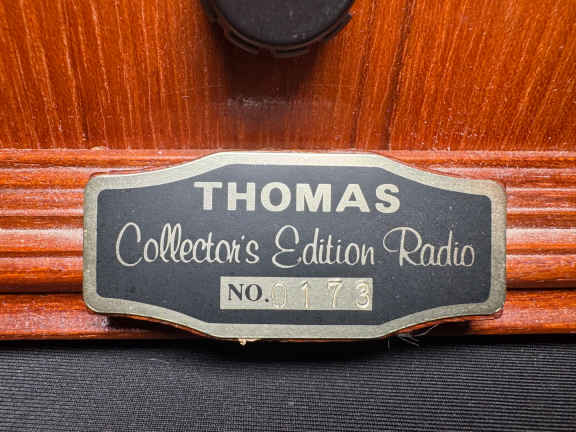 THOMAS
Collector's Edition Radio
NO. 0173